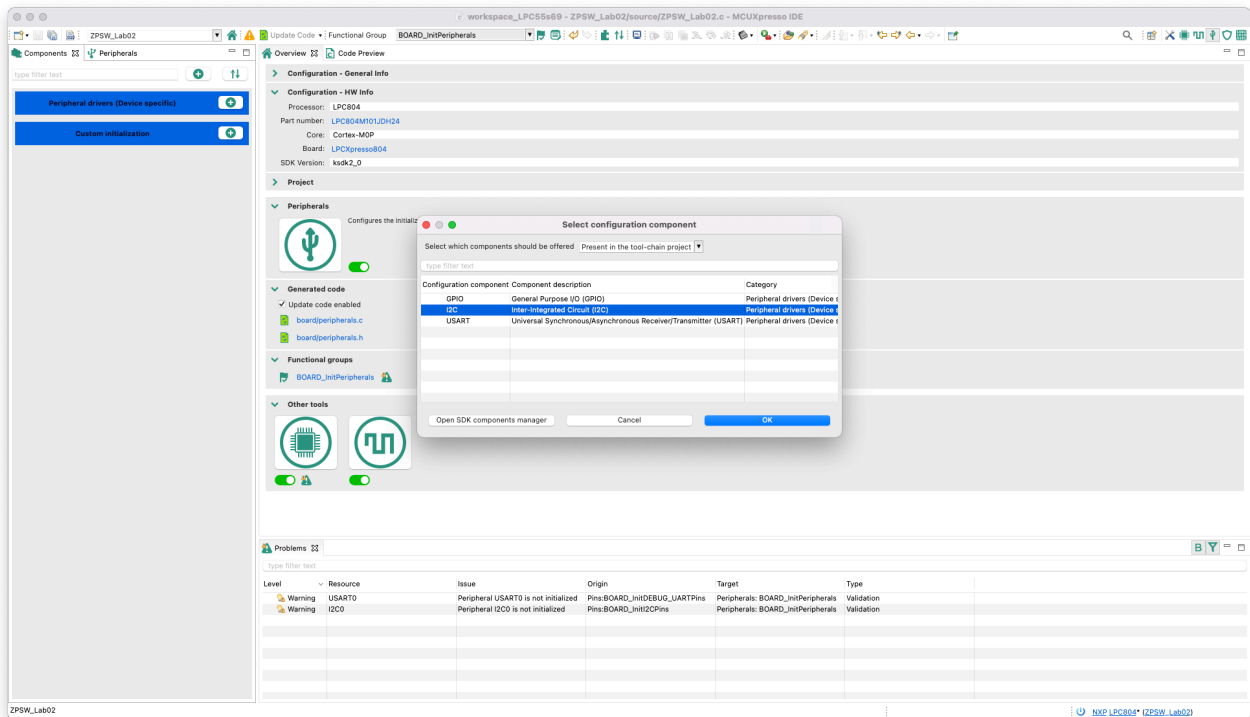 workspace_LPC55s69 - ZPSW_Lab02/source/ZPSW_Lab02.c - MCUXpresso IDE
ZPSW_Lab02
Update Code
Functional Group
BOARD_InitPeripherals
Components
Peripherals
type filter text
Peripheral drivers (Device specific)
Custom initialization
Overview
Code Preview
Configuration - General Info
Configuration - HW Info
Processor: LPC804
Part number: LPC804M101JDH24
Core: Cortex-M0P
Board: LPCXpresso804
SDK Version: ksdk2_0
Project
Peripherals
Configures the initializ
Generated code
Update code enabled
board/peripherals.c
board/peripherals.h
Functional groups
BOARD_InitPeripherals
Other tools
Select configuration component
Select which components should be offered Present in the tool-chain project
type filter text
Configuration component Component description Category
GPIO General Purpose I/O (GPIO) Peripheral drivers (Device s
I2C Inter-Integrated Circuit (I2C) Peripheral drivers (Device s
USART Universal Synchronous/Asynchronous Receiver/Transmitter (USART) Peripheral drivers (Device s
Open SDK components manager Cancel OK
Problems
B
type filter text
Level Resource Issue Origin Target Type
Warning USART0 Peripheral USART0 is not initialized Pins:BOARD_InitDEBUG_UARTPins Peripherals: BOARD_InitPeripherals Validation
Warning I2C0 Peripheral I2C0 is not initialized Pins:BOARD_InitI2CPins Peripherals: BOARD_InitPeripherals Validation
ZPSW_Lab02
NXP LPC804* (ZPSW_Lab02)